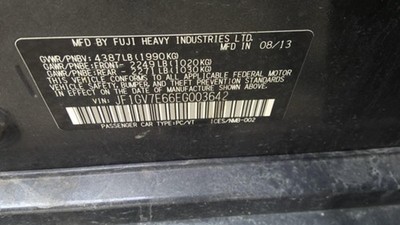 MFD BY FUJI HEAVY INDUSTRIES LTD.
GVWR/PNBV: 4387LB(1990KG) IN 08/13
GAWR/PNBE:FRONT- 2249LB(1020KG)
GAWR/PNBE:REAR- 2271LB(1030KG)
THIS VEHICLE CONFORMS TO ALL APPLICABLE FEDERAL MOTOR
VEHICLE SAFETY, BUMPER AND THEFT PREVENTION STANDARDS
IN EFFECT ON THE DATE OF MANUFACTURE SHOWN ABOVE.
VIN: JF1GV7E66EG003642
PASSENGER CAR TYPE:PC/VT ICES/NMB-002